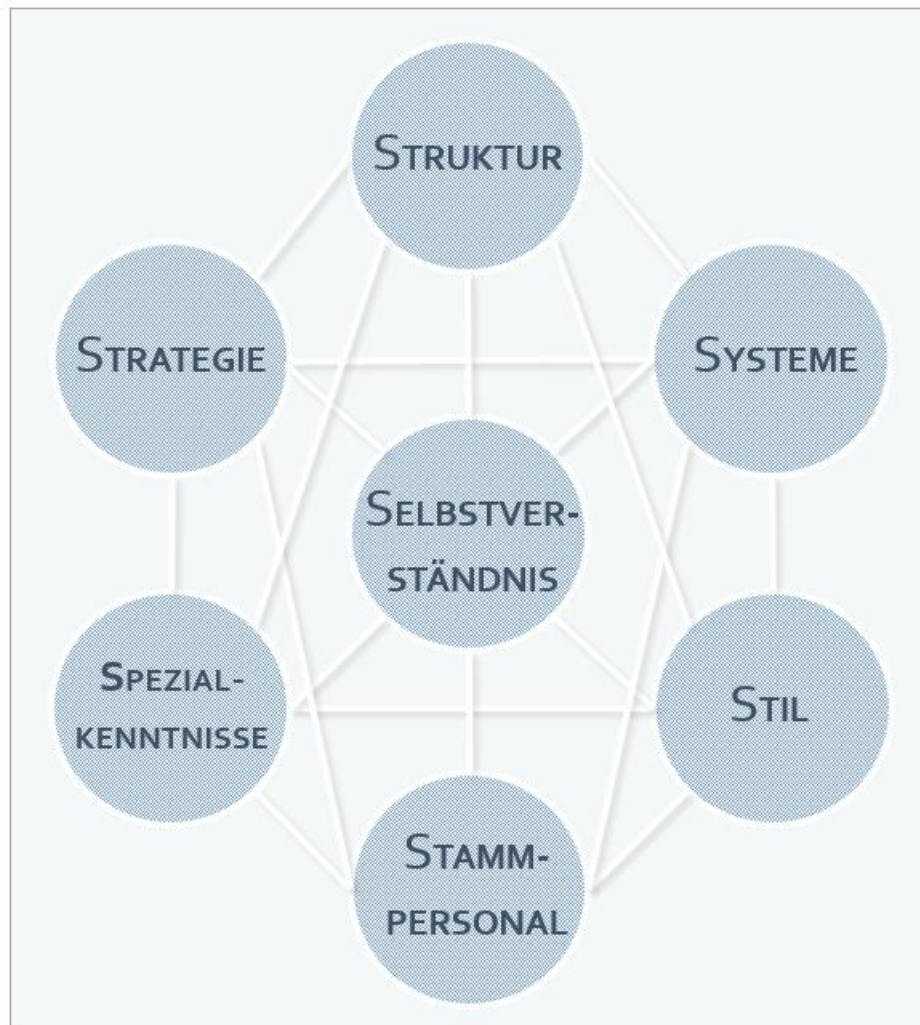 STRUKTUR
STRATEGIE
SYSTEME
SELBSTVER-
STÄNDNIS
SPEZIAL-
KENNTNISSE
STIL
STAMM-
PERSONAL